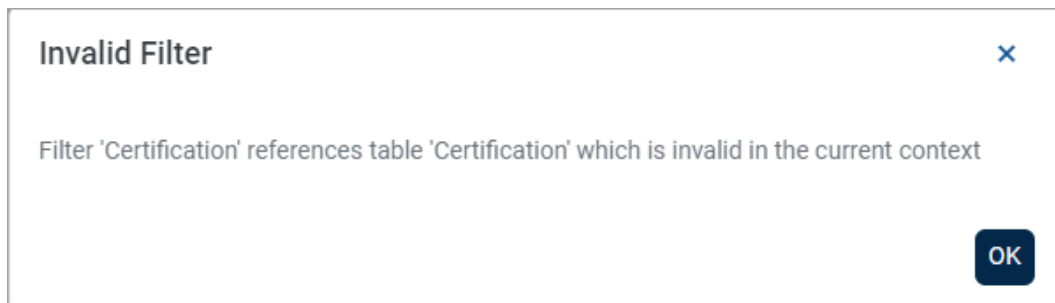 Invalid Filter
Filter 'Certification' references table 'Certification' which is invalid in the current context
OK